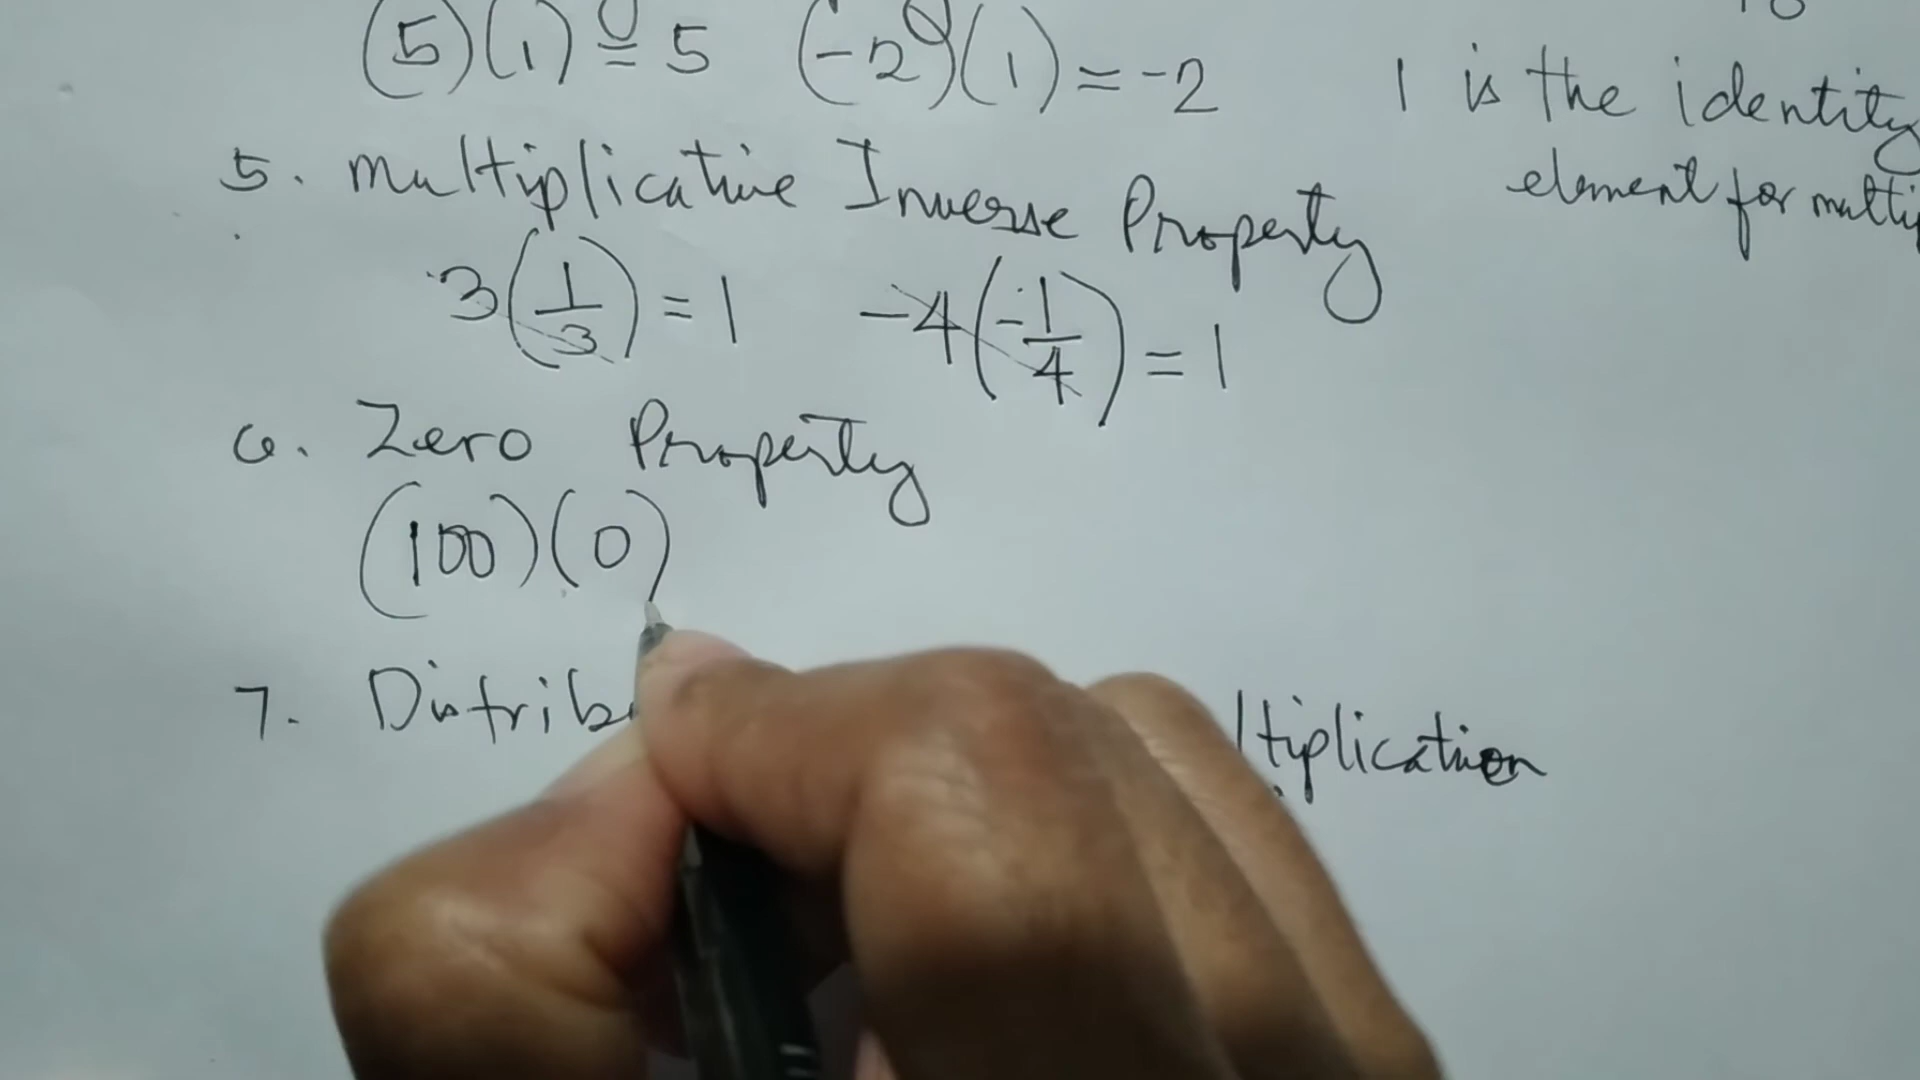 (5)(1) = 5 (-2)(1) = -2
1 is the identity
element for multi
5. Multiplicative Inverse Property
3(1/3) = 1 -4(-1/4) = 1
6. Zero Property
(100)(0)
7. Distrib ltiplication